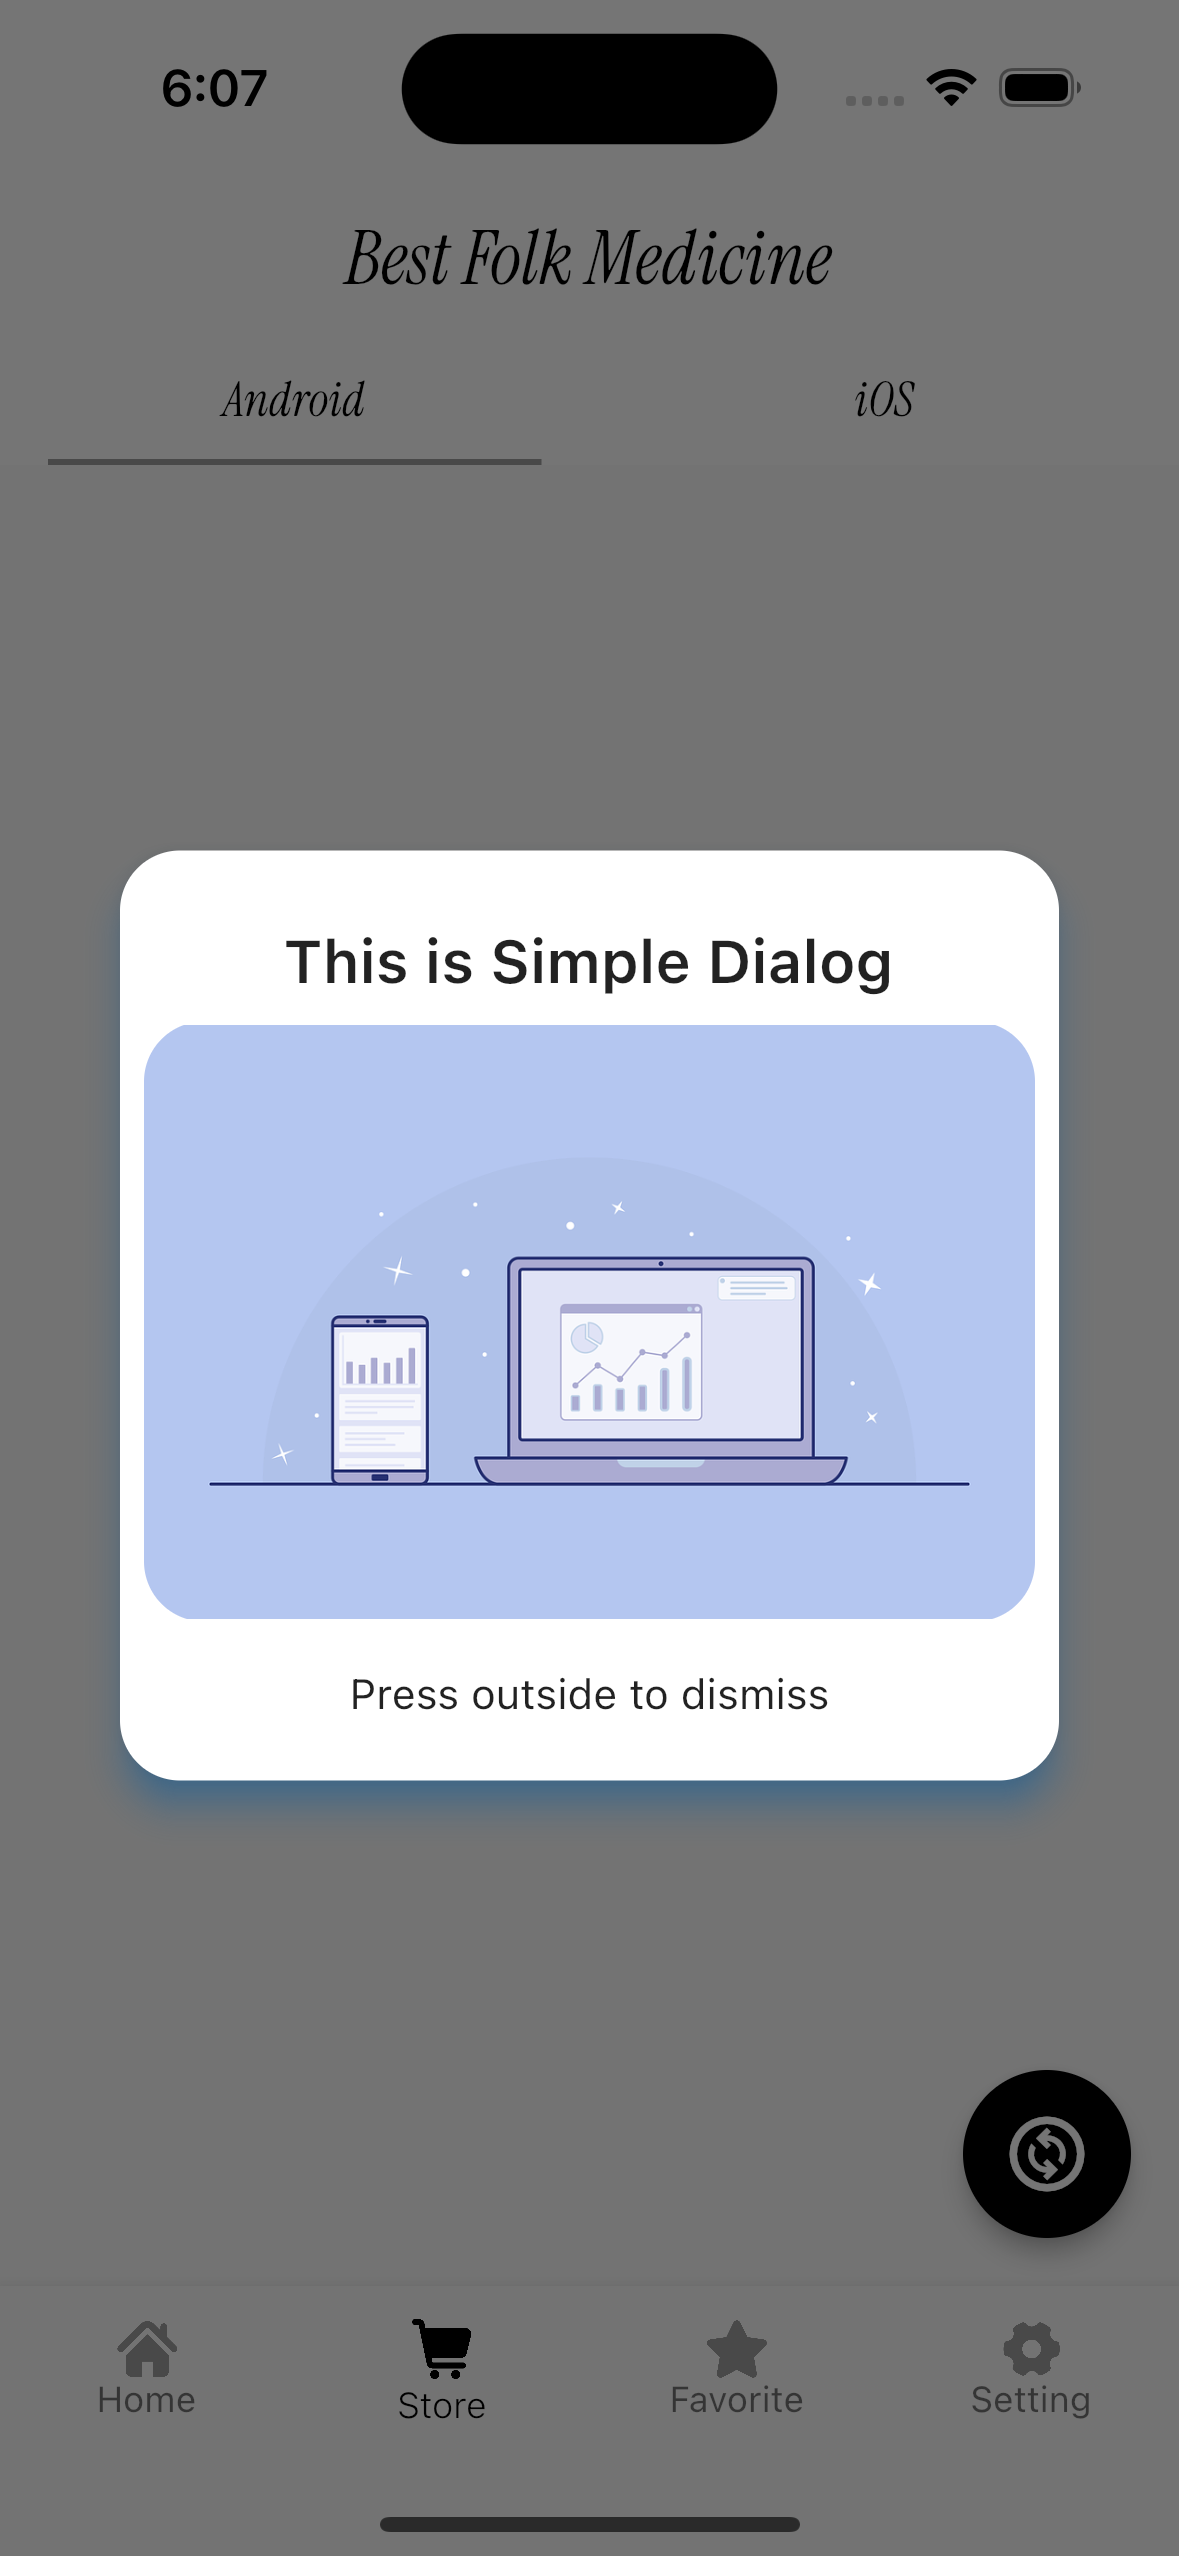 6:07
Best Folk Medicine
Android iOS
This is Simple Dialog
Press outside to dismiss
Home Store Favorite Setting